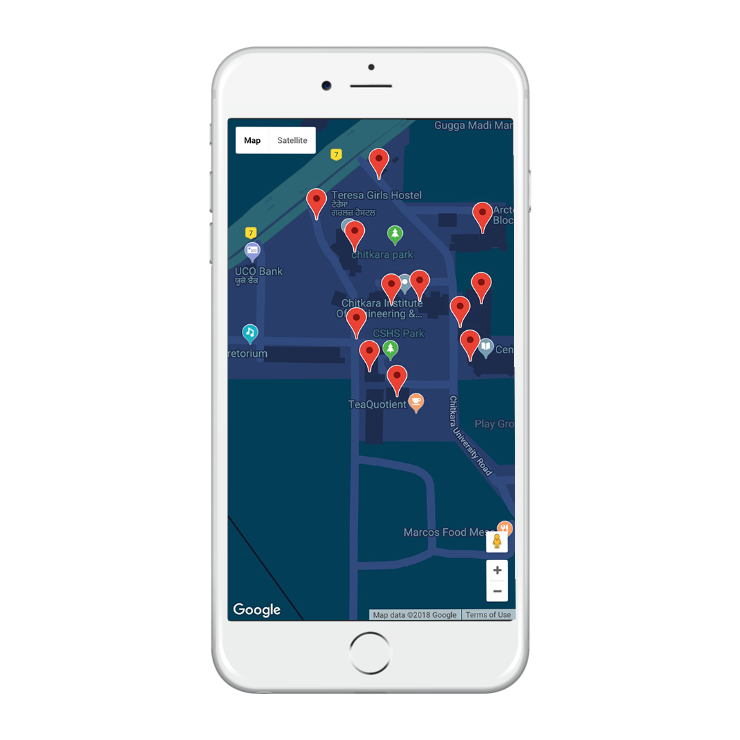 Gugga Madi Man
Map Satellite
7
Teresa Girls Hostel
ਟੇਰੇਸਾ
ਗਰਲਜ਼ ਹੋਸਟਲ
Arct
Bloc
7
chitkara park
UCO Bank
ਯੂਕੋ ਬੈਂਕ
Chitkara Institute
Of Engineering &...
CSHS Park
retorium
Cen
TeaQuotient
Chitkara University Road
Play Gro
Marcos Food Mes
+
−
Google
Map data ©2018 Google Terms of Use